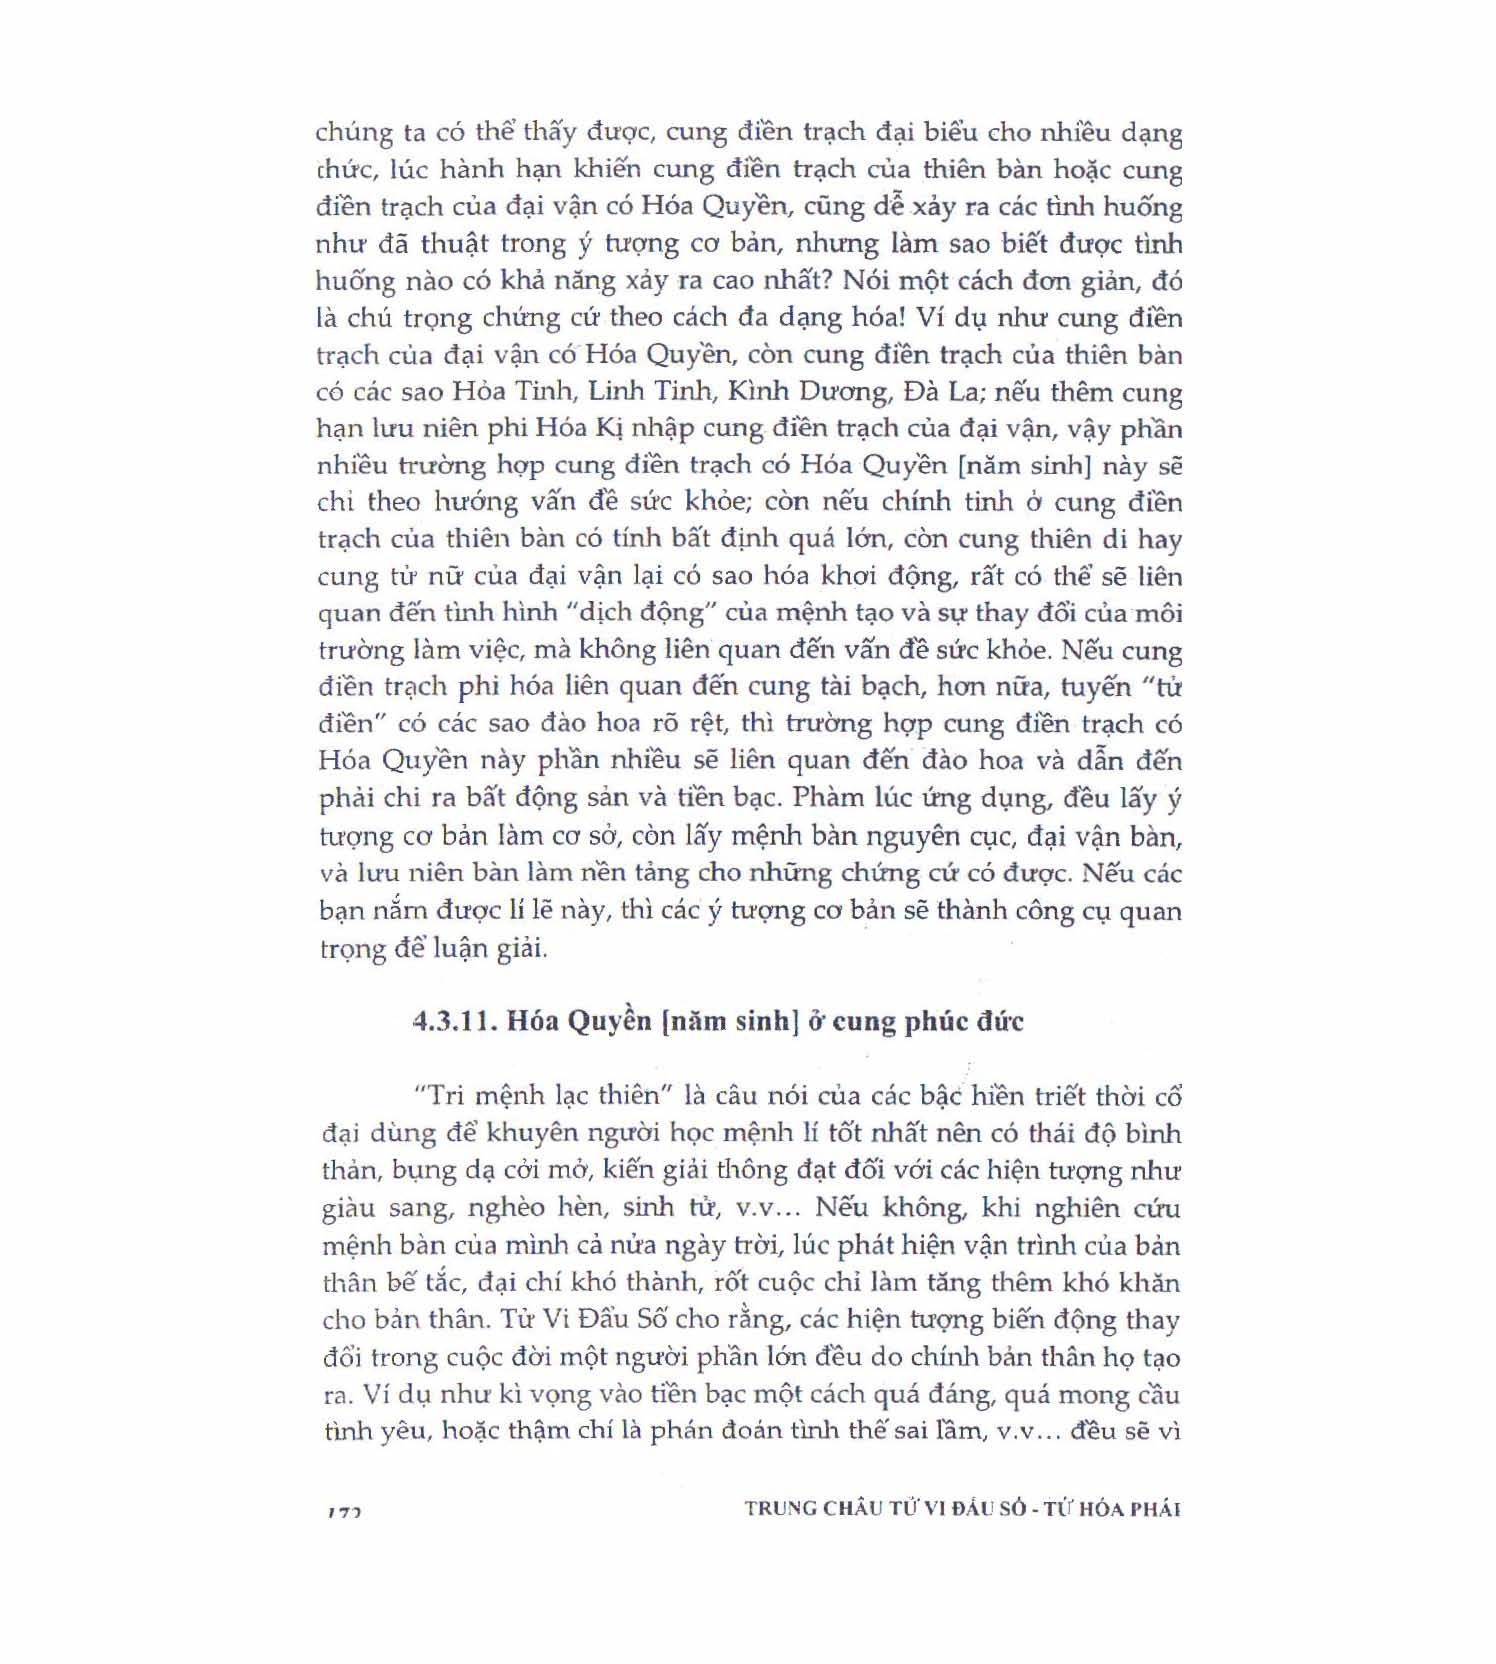 chúng ta có thể thấy được, cung điền trạch đại biểu cho nhiều dạng
thức, lúc hành hạn khiến cung điền trạch của thiên bàn hoặc cung
điền trạch của đại vận có Hóa Quyền, cũng dễ xảy ra các tình huống
như đã thuật trong ý tượng cơ bản, nhưng làm sao biết được tình
huống nào có khả năng xảy ra cao nhất? Nói một cách đơn giản, đó
là chú trọng chứng cứ theo cách đa dạng hóa! Ví dụ như cung điền
trạch của đại vận có Hóa Quyền, còn cung điền trạch của thiên bàn
có các sao Hỏa Tinh, Linh Tinh, Kình Dương, Đà La; nếu thêm cung
hạn lưu niên phi Hóa Kị nhập cung điền trạch của đại vận, vậy phần
nhiều trường hợp cung điền trạch có Hóa Quyền [năm sinh] này sẽ
chỉ theo hướng vấn đề sức khỏe; còn nếu chính tinh ở cung điền
trạch của thiên bàn có tính bất định quá lớn, còn cung thiên di hay
cung tử nữ của đại vận lại có sao hóa khơi động, rất có thể sẽ liên
quan đến tình hình "dịch động" của mệnh tạo và sự thay đổi của môi
trường làm việc, mà không liên quan đến vấn đề sức khỏe. Nếu cung
điền trạch phi hóa liên quan đến cung tài bạch, hơn nữa, tuyến "tử
điền" có các sao đào hoa rõ rệt, thì trường hợp cung điền trạch có
Hóa Quyền này phần nhiều sẽ liên quan đến đào hoa và dẫn đến
phải chi ra bất động sản và tiền bạc. Phàm lúc ứng dụng, đều lấy ý
tượng cơ bản làm cơ sở, còn lấy mệnh bàn nguyên cục, đại vận bàn,
và lưu niên bàn làm nền tảng cho những chứng cứ có được. Nếu các
bạn nắm được lí lẽ này, thì các ý tượng cơ bản sẽ thành công cụ quan
trọng để luận giải.
4.3.11. Hóa Quyền [năm sinh] ở cung phúc đức
"Tri mệnh lạc thiên" là câu nói của các bậc hiền triết thời cổ
đại dùng để khuyên người học mệnh lí tốt nhất nên có thái độ bình
thản, bụng dạ cởi mở, kiến giải thông đạt đối với các hiện tượng như
giàu sang, nghèo hèn, sinh tử, v.v... Nếu không, khi nghiên cứu
mệnh bàn của mình cả nửa ngày trời, lúc phát hiện vận trình của bản
thân bế tắc, đại chí khó thành, rốt cuộc chỉ làm tăng thêm khó khăn
cho bản thân. Tử Vi Đẩu Số cho rằng, các hiện tượng biến động thay
đổi trong cuộc đời một người phần lớn đều do chính bản thân họ tạo
ra. Ví dụ như kì vọng vào tiền bạc một cách quá đáng, quá mong cầu
tình yêu, hoặc thậm chí là phán đoán tình thế sai lầm, v.v... đều sẽ vì
TRUNG CHÂU TỬ VI ĐẨU SỐ - TỨ HÓA PHÁI